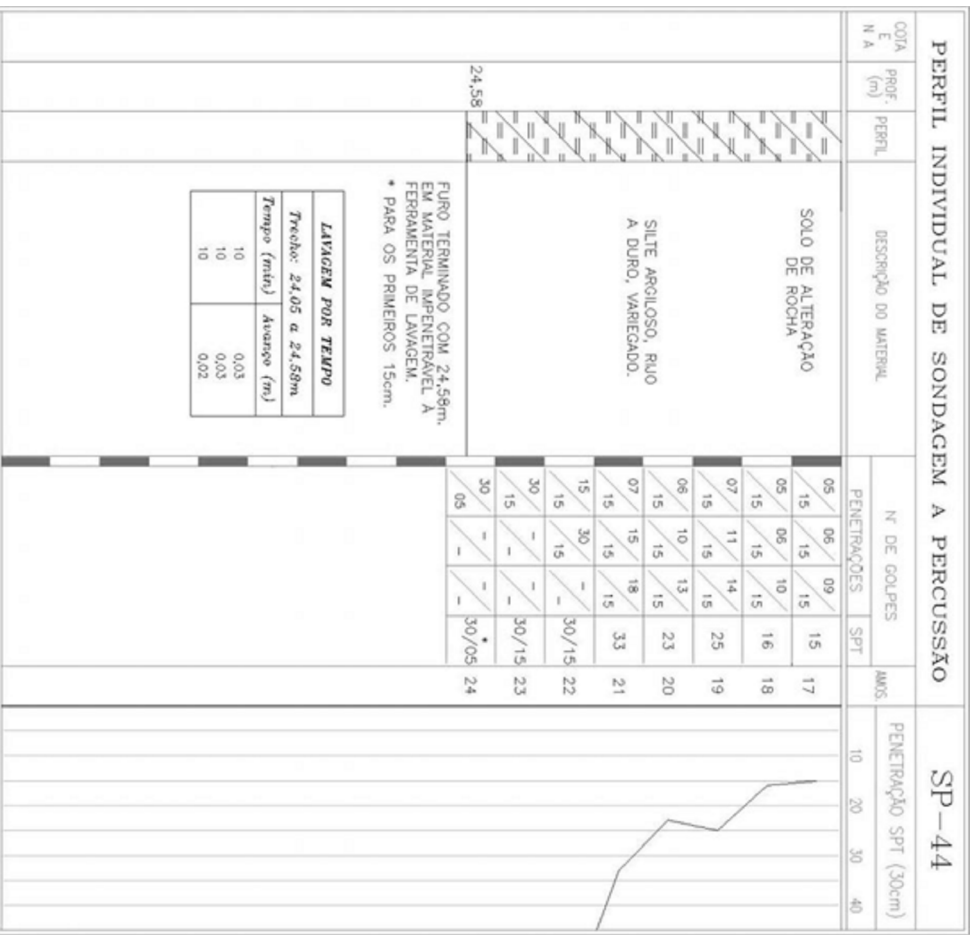 PERFIL INDIVIDUAL DE SONDAGEM A PERCUSSÃO
SP-44
COTA
E
N A
PROF.
(m)
PERFIL
DESCRIÇÃO DO MATERIAL
N° DE GOLPES
PENETRAÇÕES
SPT
AMOS.
PENETRAÇÃO SPT (30cm)
10 20 30 40
SOLO DE ALTERAÇÃO
DE ROCHA
SILTE ARGILOSO, RIJO
A DURO, VARIEGADO.
05/15 06/15 09/15 15 17
05/15 06/15 10/15 16 18
07/15 11/15 14/15 25 19
06/15 10/15 13/15 23 20
07/15 15/15 18/15 33 21
15/15 30/15 -/- 30/15 22
30/15 -/- -/- 30/15 23
30/05 -/- -/- *30/05 24
24,58
FURO TERMINADO COM 24,58m.
EM MATERIAL IMPENETRÁVEL À
FERRAMENTA DE LAVAGEM.
* PARA OS PRIMEIROS 15cm.
LAVAGEM POR TEMPO
Trecho: 24,05 a 24,58m
Tempo (min) Avanço (m)
10 0,03
10 0,03
10 0,02